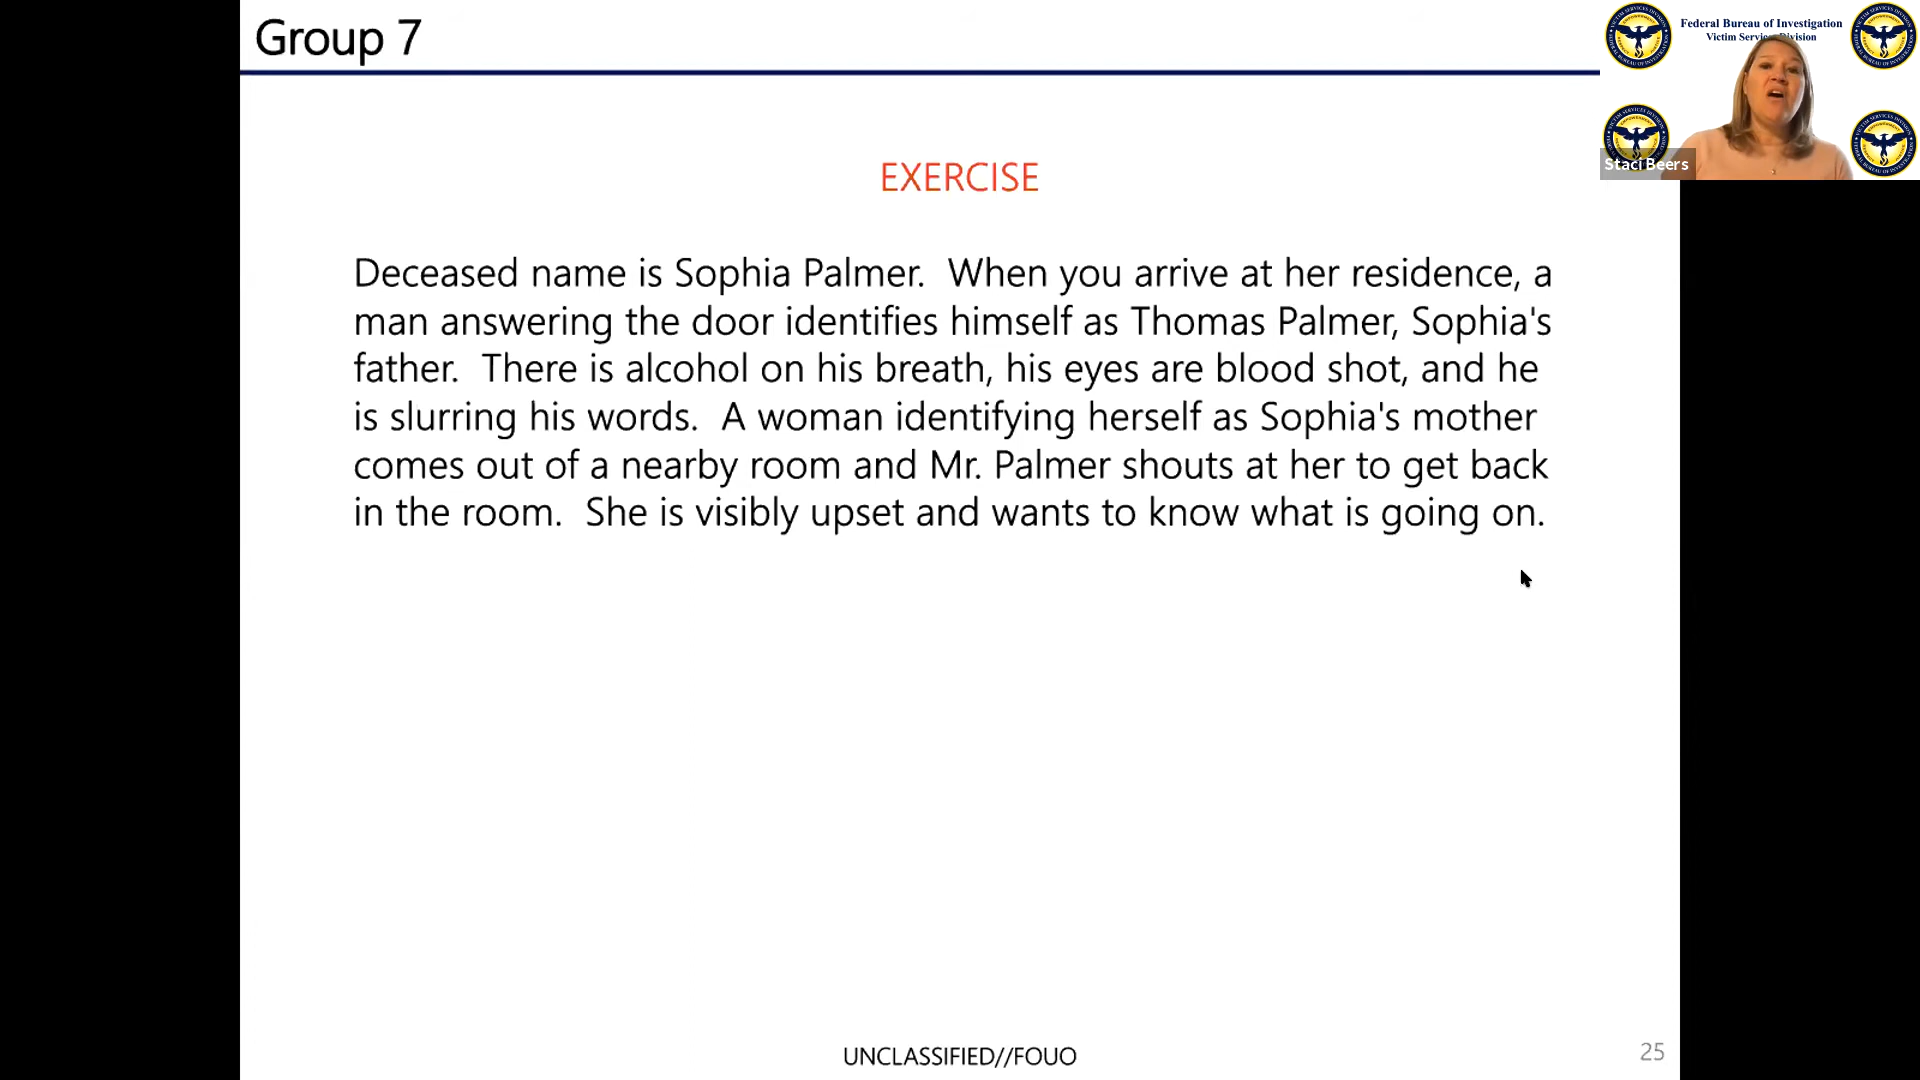 Group 7
Federal Bureau of Investigation
Victim Services Division
EXERCISE
Staci Beers
Deceased name is Sophia Palmer. When you arrive at her residence, a
man answering the door identifies himself as Thomas Palmer, Sophia's
father. There is alcohol on his breath, his eyes are blood shot, and he
is slurring his words. A woman identifying herself as Sophia's mother
comes out of a nearby room and Mr. Palmer shouts at her to get back
in the room. She is visibly upset and wants to know what is going on.
UNCLASSIFIED//FOUO
25